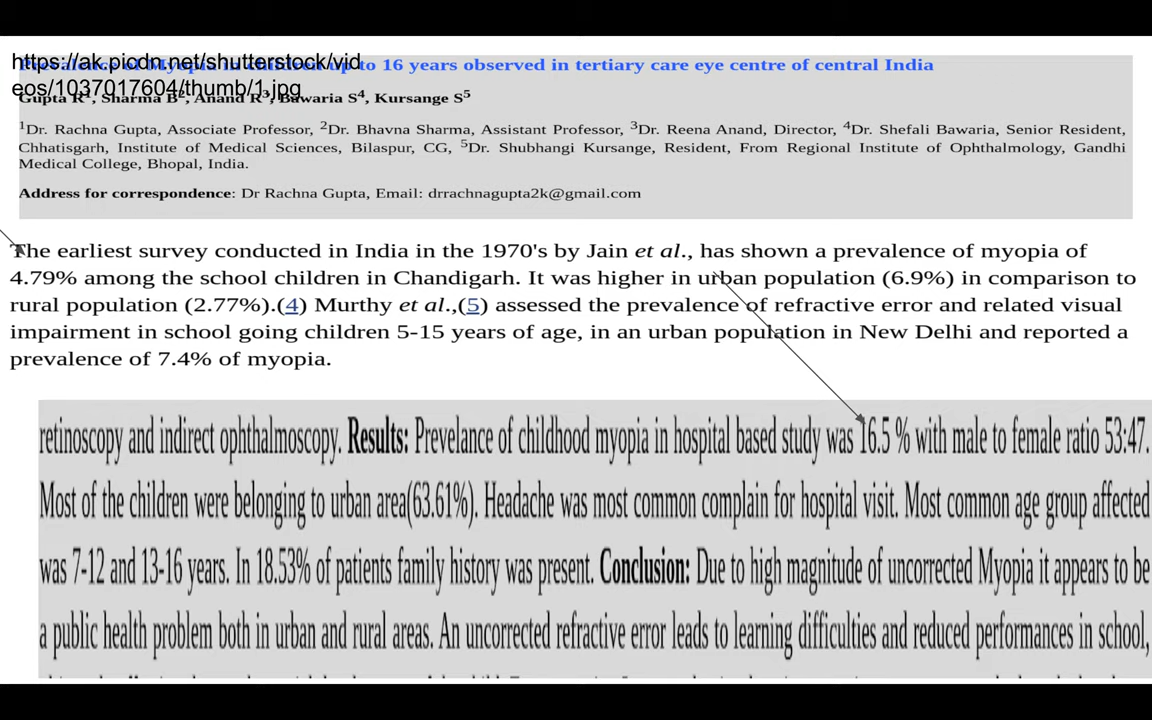 https://ak.picdn.net/shutterstock/vid
eos/1037017604/thumb/1.jpg
Prevalence of Myopia in children up to 16 years observed in tertiary care eye centre of central India
Gupta R1, Sharma B2, Anand R3, Bawaria S4, Kursange S5
1Dr. Rachna Gupta, Associate Professor, 2Dr. Bhavna Sharma, Assistant Professor, 3Dr. Reena Anand, Director, 4Dr. Shefali Bawaria, Senior Resident,
Chhatisgarh, Institute of Medical Sciences, Bilaspur, CG, 5Dr. Shubhangi Kursange, Resident, From Regional Institute of Ophthalmology, Gandhi
Medical College, Bhopal, India.
Address for correspondence: Dr Rachna Gupta, Email: drrachnagupta2k@gmail.com
The earliest survey conducted in India in the 1970's by Jain et al., has shown a prevalence of myopia of
4.79% among the school children in Chandigarh. It was higher in urban population (6.9%) in comparison to
rural population (2.77%).(4) Murthy et al.,(5) assessed the prevalence of refractive error and related visual
impairment in school going children 5-15 years of age, in an urban population in New Delhi and reported a
prevalence of 7.4% of myopia.
retinoscopy and indirect ophthalmoscopy. Results: Prevelance of childhood myopia in hospital based study was 16.5 % with male to female ratio 53:47.
Most of the children were belonging to urban area(63.61%). Headache was most common complain for hospital visit. Most common age group affected
was 7-12 and 13-16 years. In 18.53% of patients family history was present. Conclusion: Due to high magnitude of uncorrected Myopia it appears to be
a public health problem both in urban and rural areas. An uncorrected refractive error leads to learning difficulties and reduced performances in school,